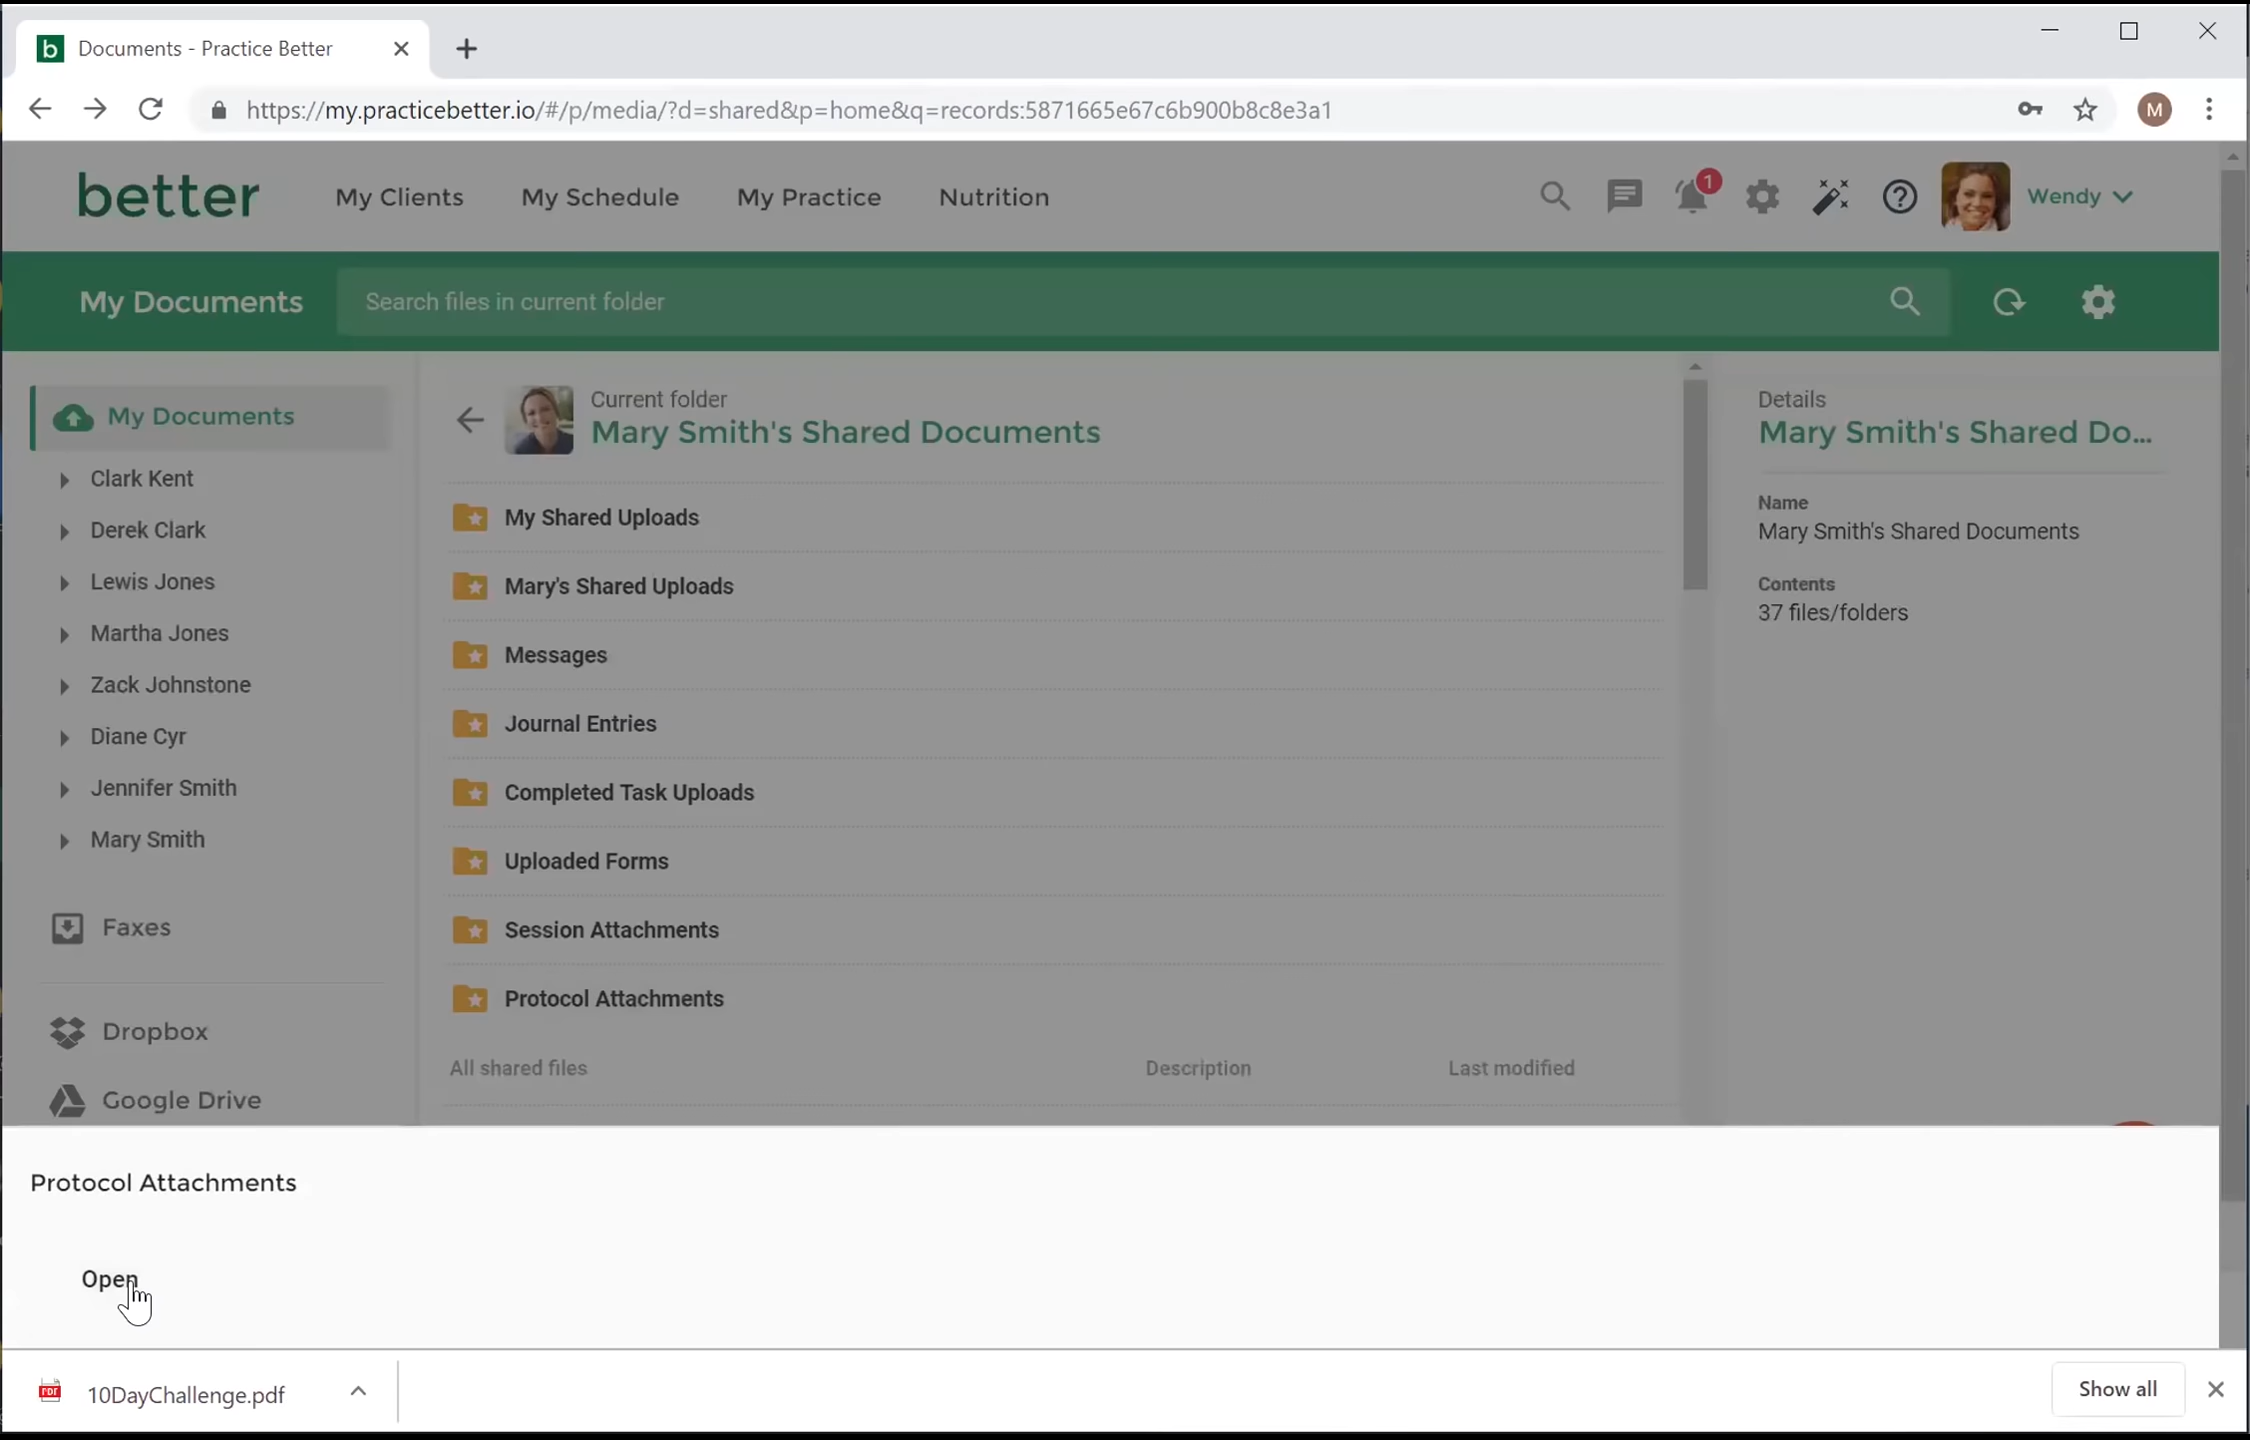 b Documents - Practice Better
https://my.practicebetter.io/#/p/media/?d=shared&p=home&q=records:5871665e67c6b900b8c8e3a1
M
better My Clients My Schedule My Practice Nutrition 1 Wendy
My Documents Search files in current folder
My Documents
Clark Kent
Derek Clark
Lewis Jones
Martha Jones
Zack Johnstone
Diane Cyr
Jennifer Smith
Mary Smith
Faxes
Dropbox
Google Drive
Current folder
Mary Smith's Shared Documents
My Shared Uploads
Mary's Shared Uploads
Messages
Journal Entries
Completed Task Uploads
Uploaded Forms
Session Attachments
Protocol Attachments
All shared files Description Last modified
Details
Mary Smith's Shared Do...
Name
Mary Smith's Shared Documents
Contents
37 files/folders
Protocol Attachments
Open
PDF 10DayChallenge.pdf Show all